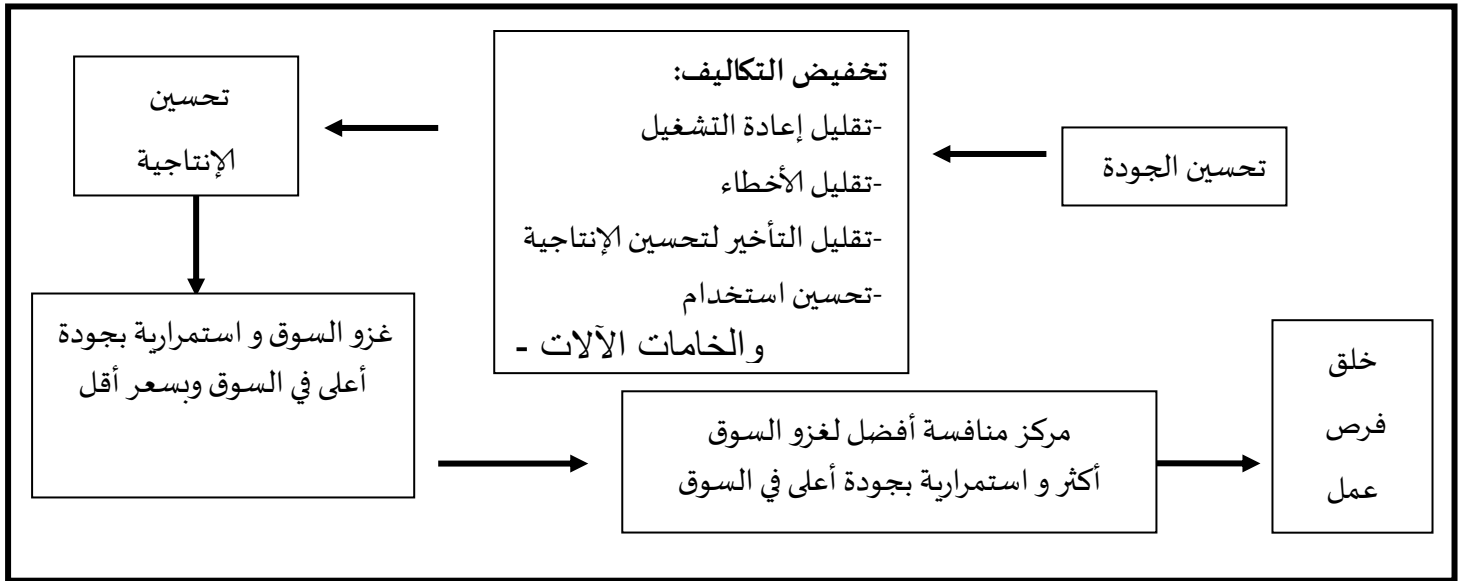 تحسين الجودة
تخفيض التكاليف:
-تقليل إعادة التشغيل
-تقليل الأخطاء
-تقليل التأخير لتحسين الإنتاجية
-تحسين استخدام
والخامات الآلات -
تحسين
الإنتاجية
غزو السوق و استمرارية بجودة
أعلى في السوق وبسعر أقل
مركز منافسة أفضل لغزو السوق
أكثر و استمرارية بجودة أعلى في السوق
خلق
فرص
عمل